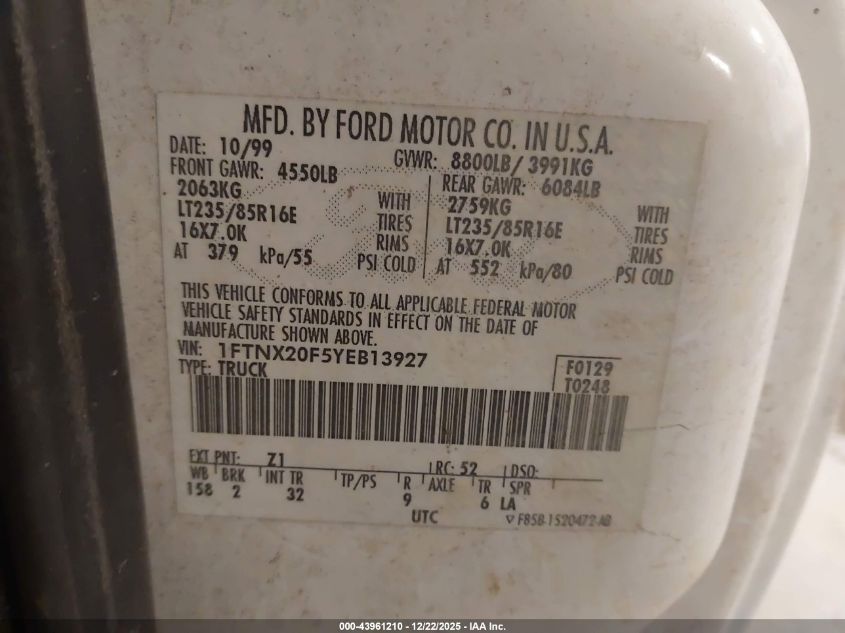 MFD. BY FORD MOTOR CO. IN U.S.A.
DATE: 10/99 GVWR: 8800LB/ 3991KG
FRONT GAWR: 4550LB REAR GAWR: 6084LB
2063KG WITH 2759KG WITH
LT235/85R16E TIRES LT235/85R16E TIRES
16X7.0K RIMS 16X7.0K RIMS
AT 379 kPa/55 PSI COLD AT 552 kPa/80 PSI COLD
THIS VEHICLE CONFORMS TO ALL APPLICABLE FEDERAL MOTOR
VEHICLE SAFETY STANDARDS IN EFFECT ON THE DATE OF
MANUFACTURE SHOWN ABOVE.
VIN: 1FTNX20F5YEB13927 F0129
TYPE: TRUCK T0248
EXT PNT: Z1 RC: 52 DSO:
WB BRK INT TR TP/PS R AXLE TR SPR
158 2 32 9 6 LA
UTC F85B-1520472-AB
000-43961210 - 12/22/2025 - IAA Inc.